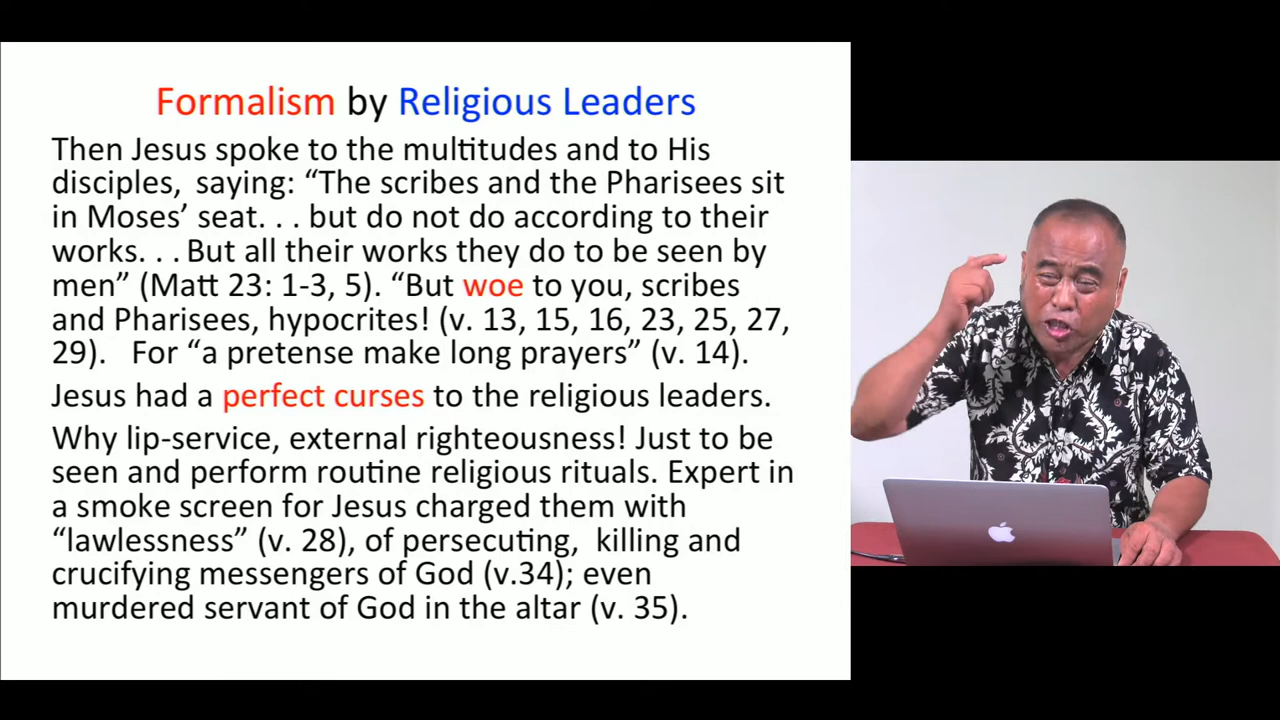 Formalism by Religious Leaders
Then Jesus spoke to the multitudes and to His
disciples, saying: “The scribes and the Pharisees sit
in Moses’ seat. . . but do not do according to their
works. . . But all their works they do to be seen by
men” (Matt 23: 1-3, 5). “But woe to you, scribes
and Pharisees, hypocrites! (v. 13, 15, 16, 23, 25, 27,
29). For “a pretense make long prayers” (v. 14).
Jesus had a perfect curses to the religious leaders.
Why lip-service, external righteousness! Just to be
seen and perform routine religious rituals. Expert in
a smoke screen for Jesus charged them with
“lawlessness” (v. 28), of persecuting, killing and
crucifying messengers of God (v.34); even
murdered servant of God in the altar (v. 35).